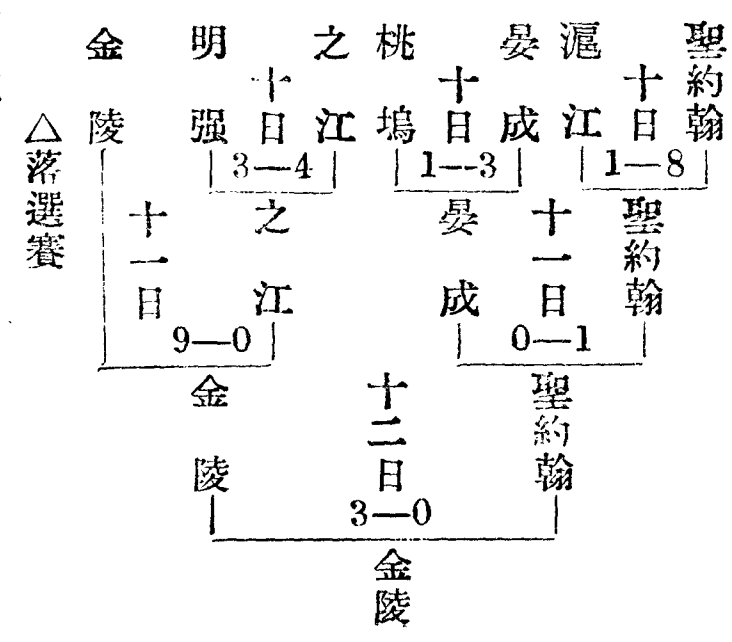 聖約翰
十日
滬江
1—8
晏成
十日
桃塢
1--3
之江
十日
明强
3—4
金陵
聖約翰
十一日
晏成
0—1
之江
十一日
9—0
聖約翰
十二日
金陵
3—0
金陵
△落選賽